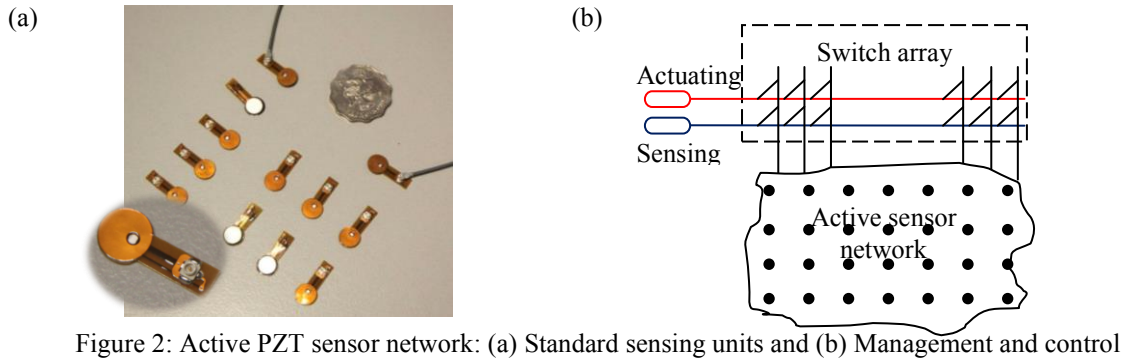 (a)
(b)
Switch array
Actuating
Sensing
Active sensor
network
Figure 2: Active PZT sensor network: (a) Standard sensing units and (b) Management and control